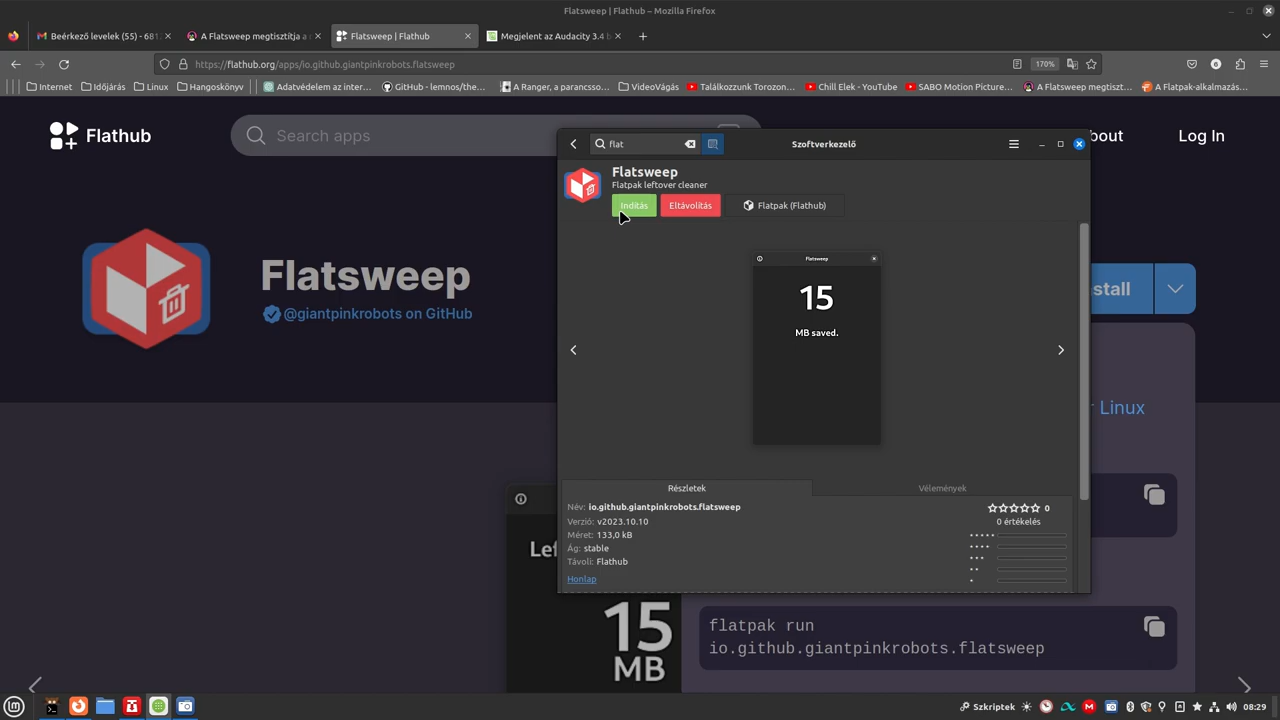 Flatsweep | Flathub – Mozilla Firefox
Beérkező levelek (55) - 681
A Flatsweep megtisztítja a
Flatsweep | Flathub
Megjelent az Audacity 3.4 b
https://flathub.org/apps/io.github.giantpinkrobots.flatsweep
170%
Internet
Időjárás
Linux
Hangoskönyv
Adatvédelem az inter…
GitHub - lemnos/the…
A Ranger, a parancsso…
VideoVágás
Találkozzunk Torozon…
Chill Elek - YouTube
SABO Motion Picture…
A Flatsweep megtiszt…
A Flatpak-alkalmazás…
Flathub
Search apps
bout
Log In
flat
Szoftverkezelő
Flatsweep
Flatpak leftover cleaner
Indítás
Eltávolítás
Flatpak (Flathub)
Flatsweep
@giantpinkrobots on GitHub
stall
Flatsweep
15
MB saved.
Linux
Részletek
Vélemények
Név: io.github.giantpinkrobots.flatsweep
0
Verzió: v2023.10.10
0 értékelés
Méret: 133,0 kB
Ág: stable
Távoli: Flathub
Honlap
Lef
15
MB
flatpak run
io.github.giantpinkrobots.flatsweep
Szkriptek
08:29